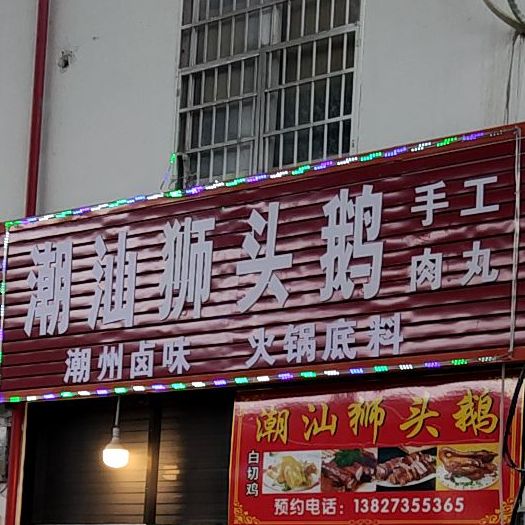 潮汕狮头鹅
手工
肉丸
潮州卤味 火锅底料
潮汕狮头鹅
白切鸡
预约电话：13827355365